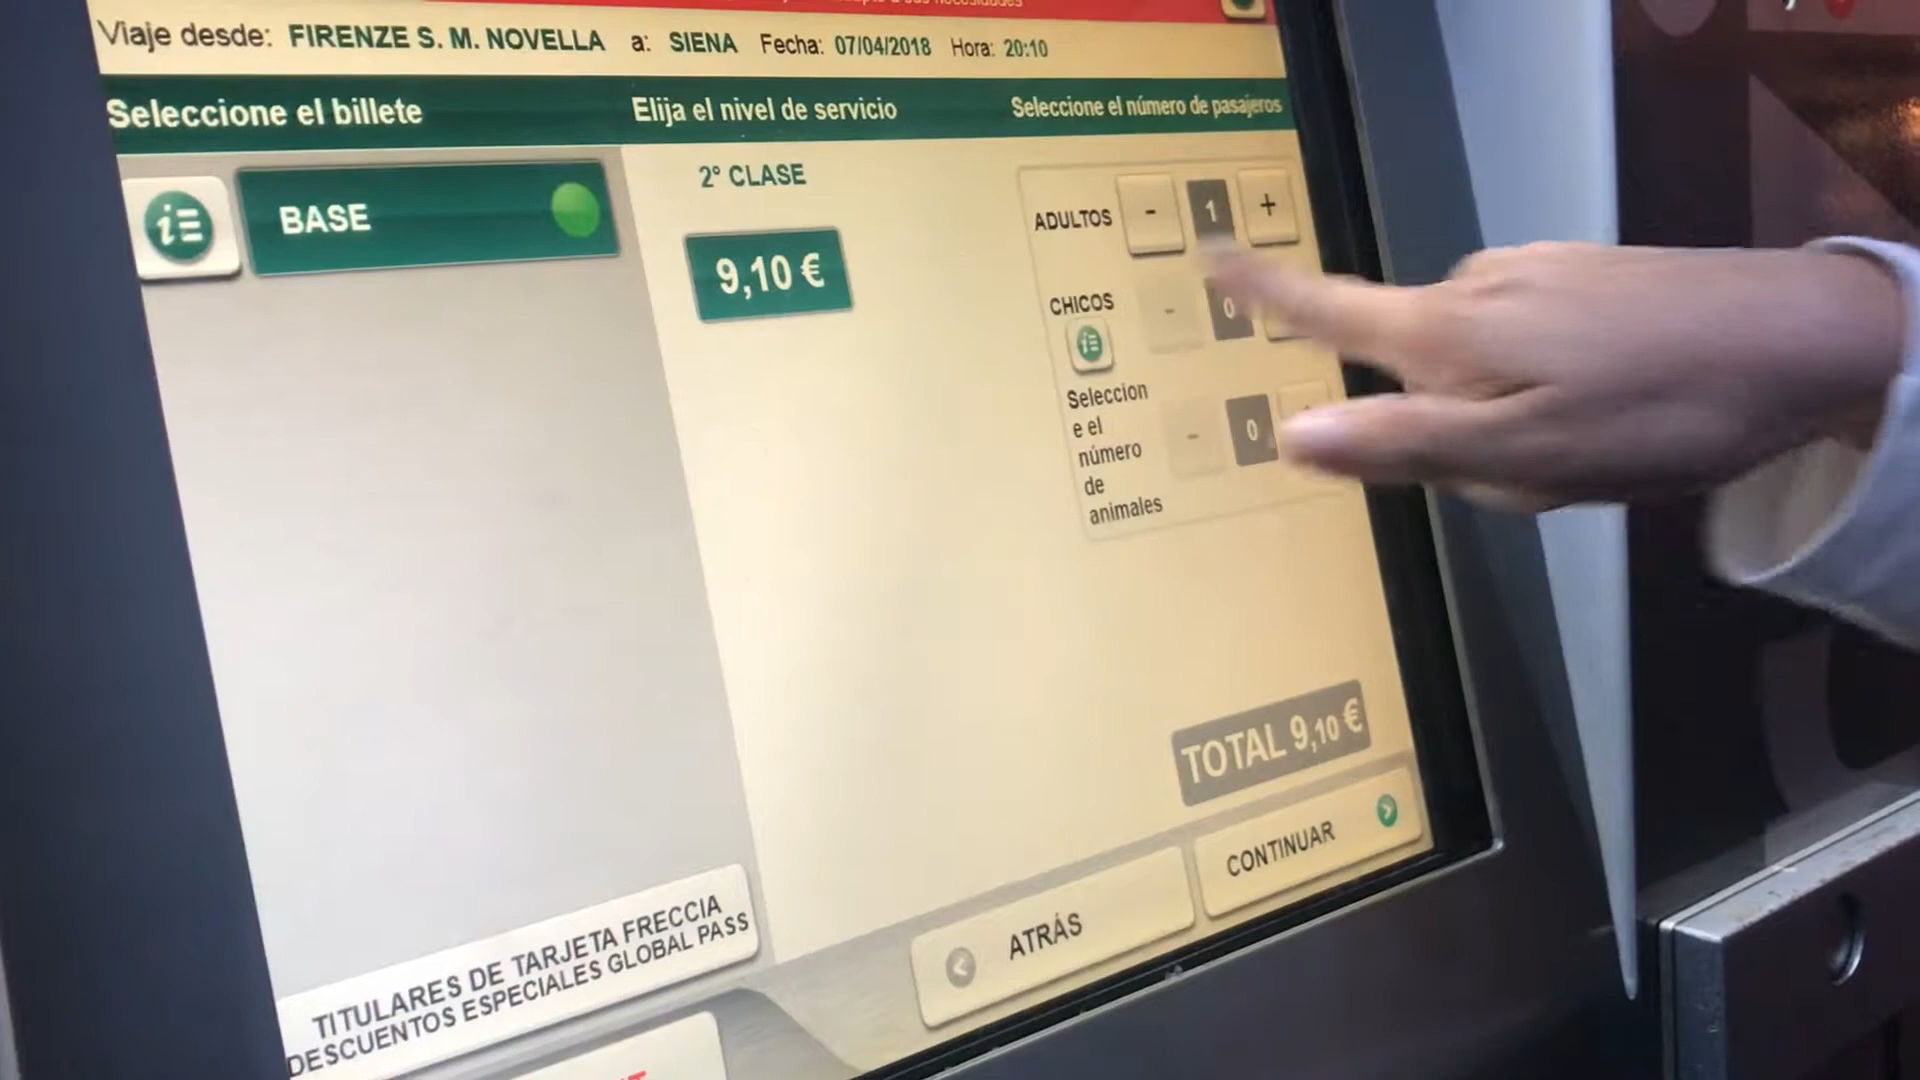 Viaje desde: FIRENZE S. M. NOVELLA a: SIENA Fecha: 07/04/2018 Hora: 20:10
Seleccione el billete
Elija el nivel de servicio
Seleccione el número de pasajeros
BASE
2° CLASE
9,10 €
ADULTOS - 1 +
CHICOS - 0
Seleccion
e el
número
de
animales
- 0
TOTAL 9,10 €
CONTINUAR
ATRÁS
TITULARES DE TARJETA FRECCIA
DESCUENTOS ESPECIALES GLOBAL PASS